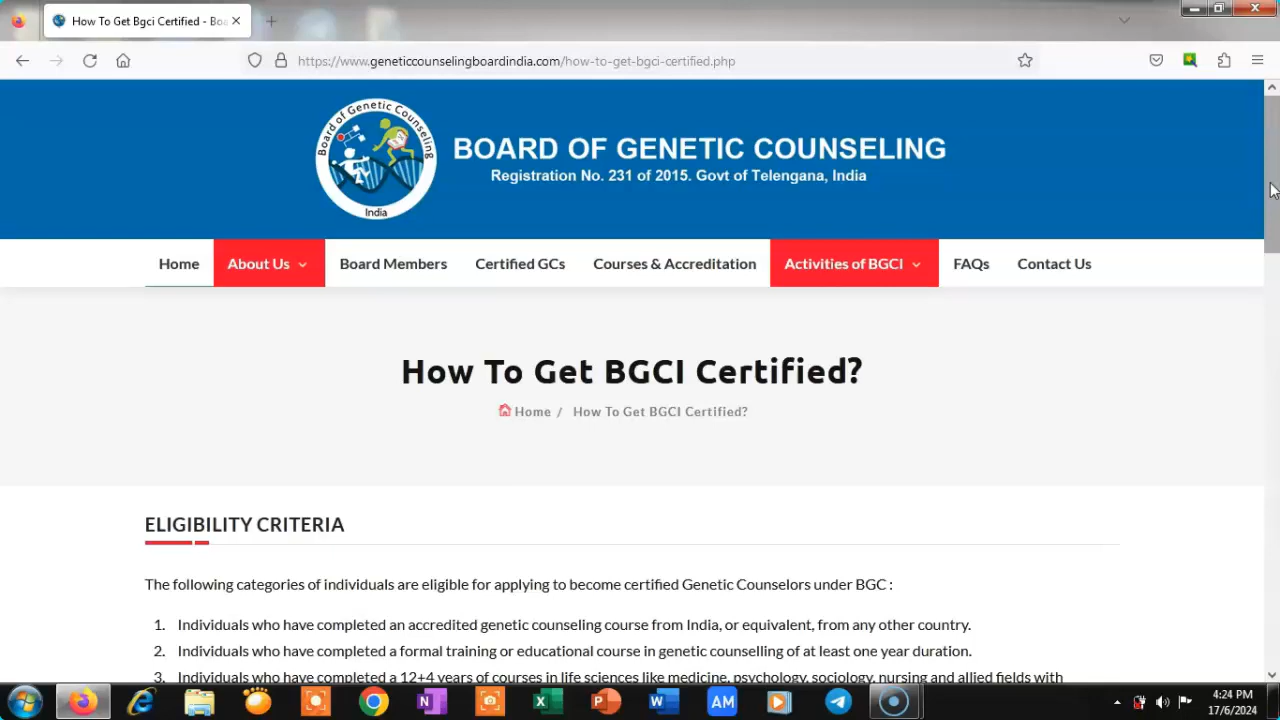 How To Get Bgci Certified - Boa
https://www.geneticcounselingboardindia.com/how-to-get-bgci-certified.php
Board of Genetic Counseling
India
BOARD OF GENETIC COUNSELING
Registration No. 231 of 2015. Govt of Telengana, India
Home About Us Board Members Certified GCs Courses & Accreditation Activities of BGCI FAQs Contact Us
How To Get BGCI Certified?
Home / How To Get BGCI Certified?
ELIGIBILITY CRITERIA
The following categories of individuals are eligible for applying to become certified Genetic Counselors under BGC :
1. Individuals who have completed an accredited genetic counseling course from India, or equivalent, from any other country.
2. Individuals who have completed a formal training or educational course in genetic counselling of at least one year duration.
3. Individuals who have completed a 12+4 years of courses in life sciences like medicine, psychology, sociology, nursing and allied fields with
AM
4:24 PM
17/6/2024